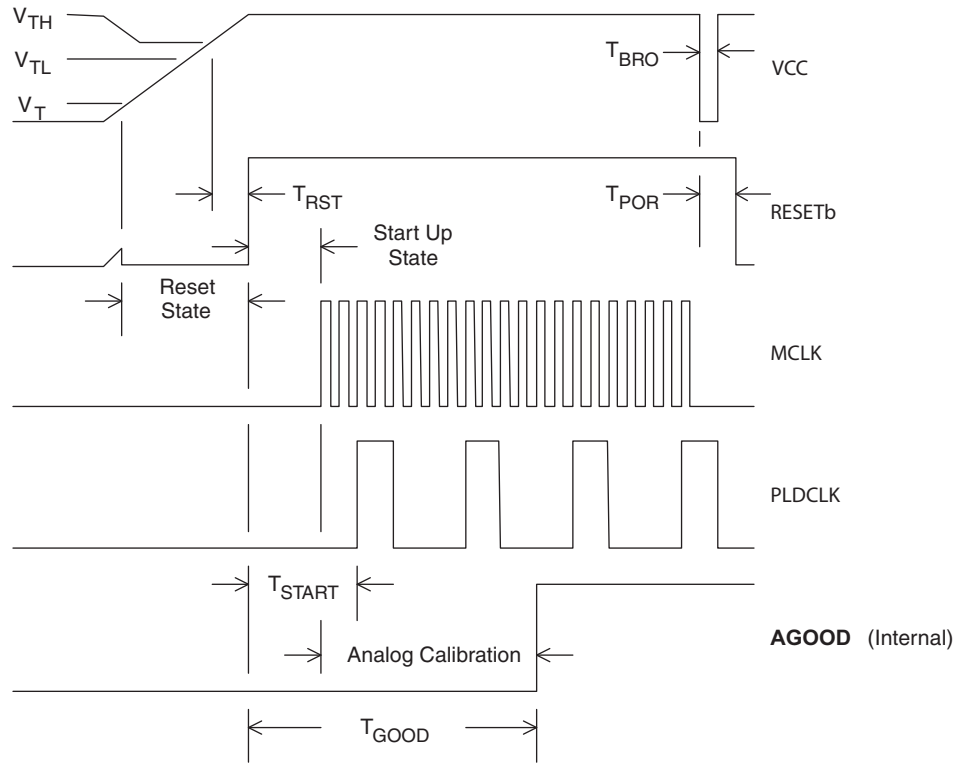 VTH
VTL
VT
TBRO
VCC
TRST
TPOR
RESETb
Start Up
State
Reset
State
MCLK
PLDCLK
TSTART
AGOOD (Internal)
Analog Calibration
TGOOD